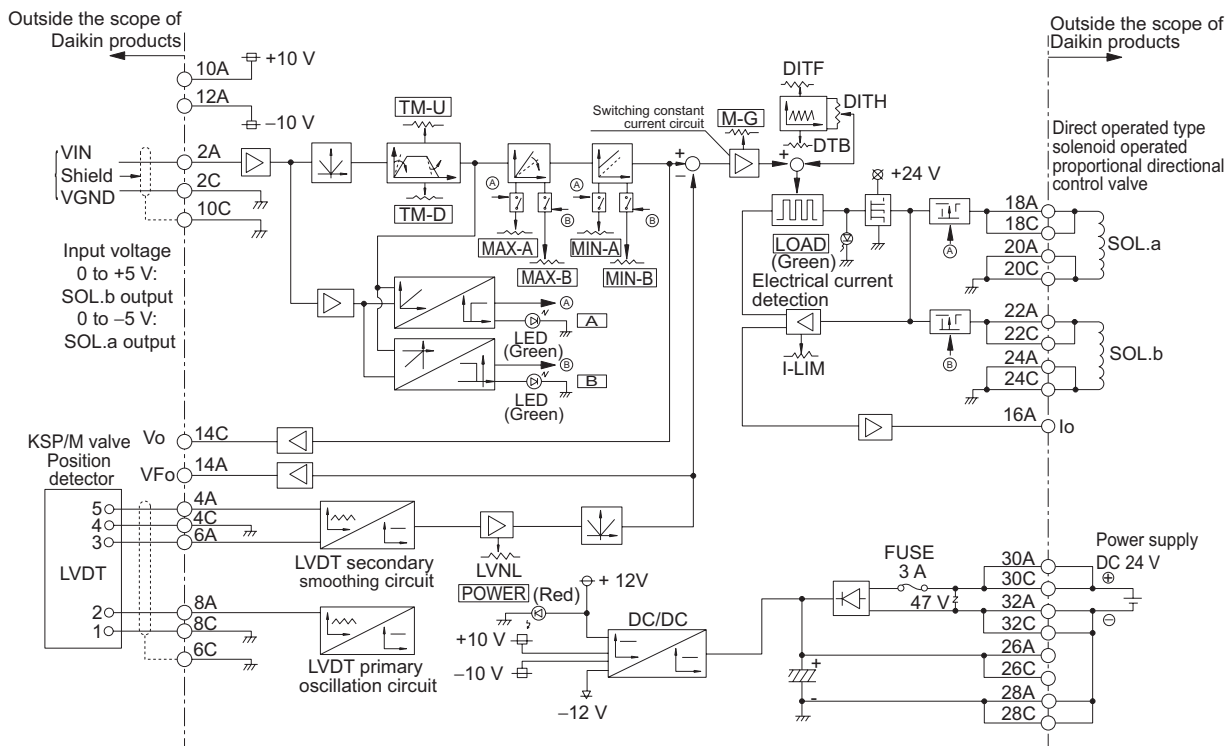 Outside the scope of
Daikin products
Outside the scope of
Daikin products
10A
+10 V
12A
−10 V
VIN
Shield
VGND
2A
2C
10C
Input voltage
0 to +5 V:
SOL.b output
0 to −5 V:
SOL.a output
TM-U
TM-D
MAX-A
MAX-B
MIN-A
MIN-B
A
B
A
B
Switching constant
current circuit
M-G
+
−
DITF
DITH
DTB
+
+24 V
LOAD
(Green)
Electrical current
detection
I-LIM
A
B
Direct operated type
solenoid operated
proportional directional
control valve
18A
18C
20A
20C
SOL.a
22A
22C
24A
24C
SOL.b
16A
Io
LED
(Green)
A
A
LED
(Green)
B
B
Vo
14C
VFo
14A
KSP/M valve
Position
detector
LVDT
5
4
3
2
1
4A
4C
6A
8A
8C
6C
LVDT secondary
smoothing circuit
LVNL
LVDT primary
oscillation circuit
POWER
(Red)
+ 12V
+10 V
−10 V
−12 V
DC/DC
FUSE
3 A
47 V
+
-
30A
30C
32A
32C
26A
26C
28A
28C
Power supply
DC 24 V
⊕
⊖